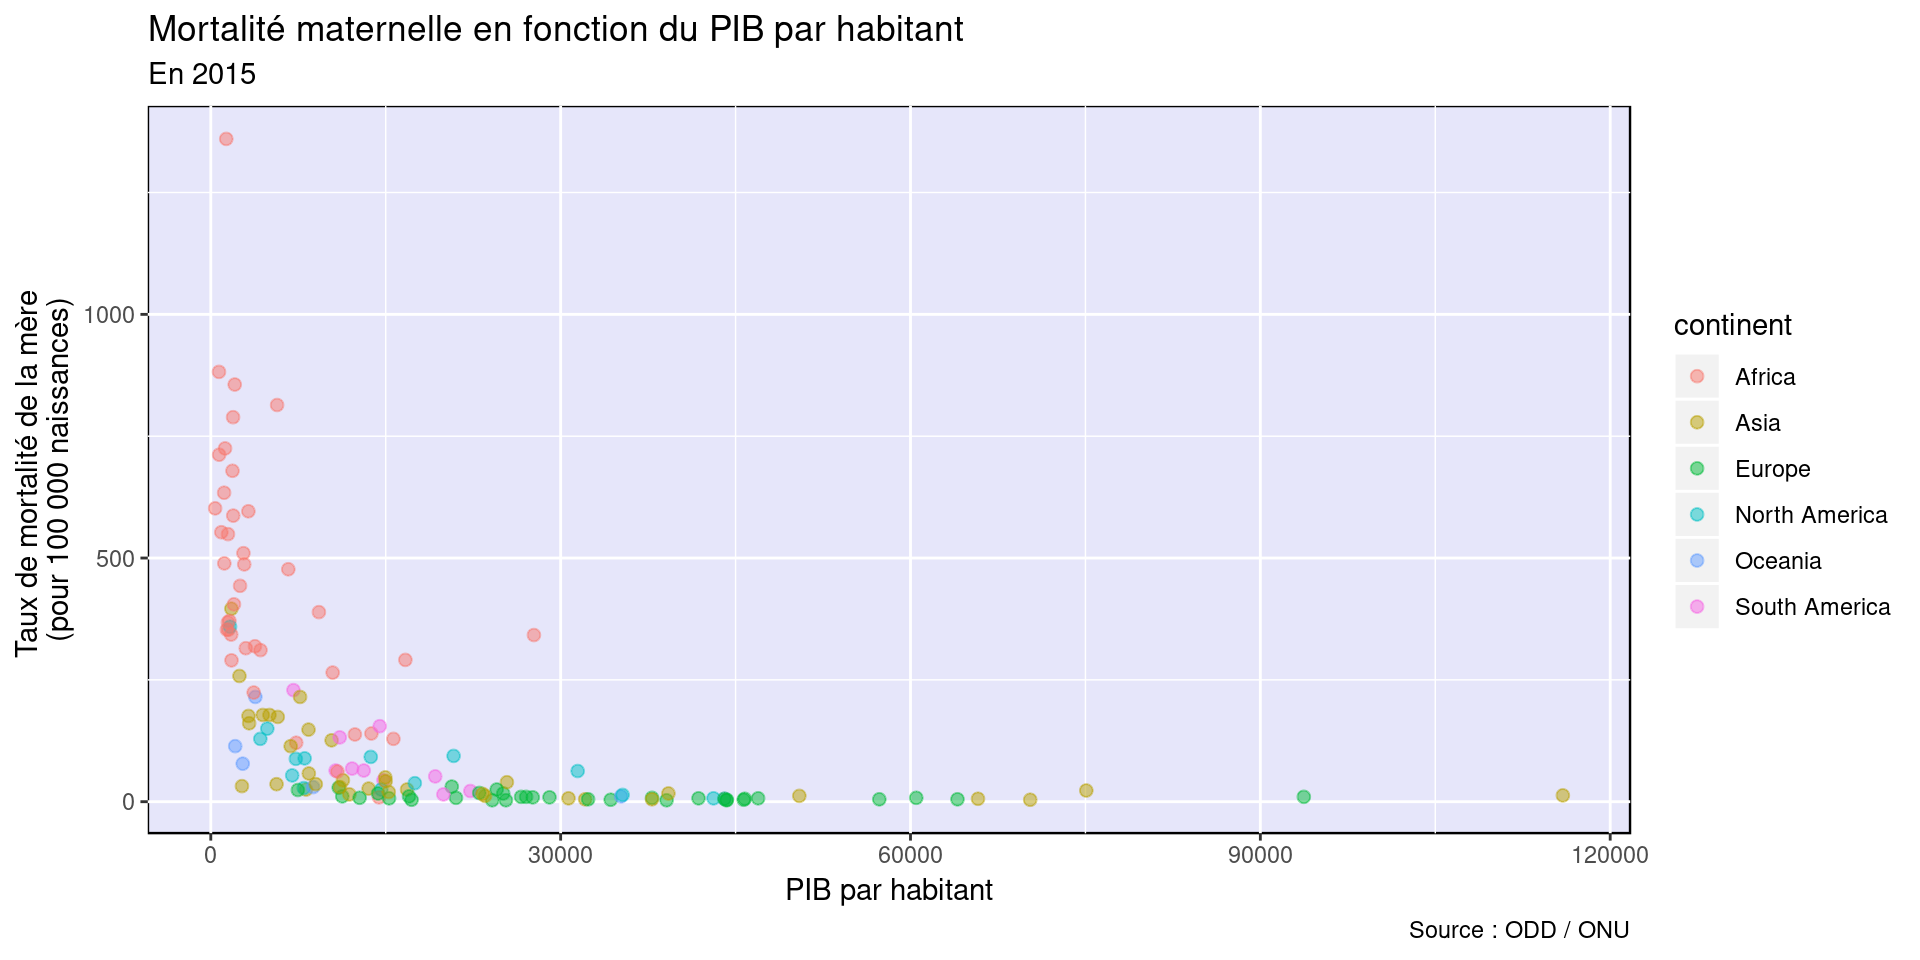 Mortalité maternelle en fonction du PIB par habitant
En 2015
Taux de mortalité de la mère
(pour 100 000 naissances)
1000
500
0
0
30000
60000
90000
120000
PIB par habitant
continent
Africa
Asia
Europe
North America
Oceania
South America
Source : ODD / ONU